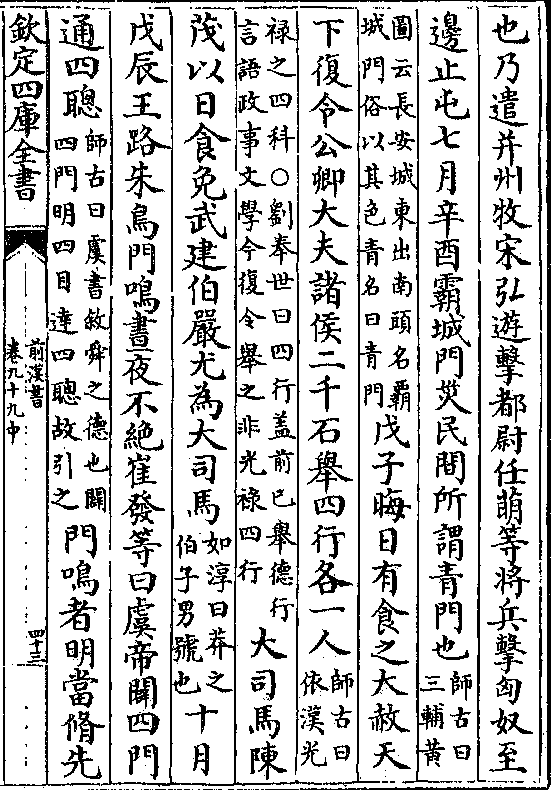 也乃遣并州牧宋弘遊擊都尉任萌等將兵擊匈奴至
邊止屯七月辛酉霸城門災民間所謂青門也師古曰三輔黃
圖云長安城東出南頭名霸城門俗以其色青名曰青門戊子晦日有食之大赦天
下復令公卿大夫諸侯二千石舉四行各一人師古曰依漢光
祿之四科○劉奉世曰四行盖前已舉德行言語政事文學今復令舉之非光祿四行大司馬陳
茂以日食免武建伯嚴尤為大司馬如淳曰莽之伯子男號也十月
戊辰王路朱鳥門鳴晝夜不絶崔發等曰虞帝闢四門
通四聰師古曰虞書敘舜之德也闢四門明四目達四聰故引之門鳴者明當脩先
欽定四庫全書
前漢書
卷九十九中
四十三